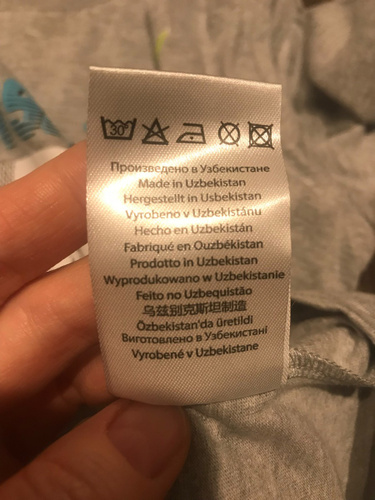 30°
Произведено в Узбекистане
Made in Uzbekistan
Hergestellt in Usbekistan
Vyrobeno v Uzbekistánu
Hecho en Uzbekistán
Fabriqué en Ouzbékistan
Prodotto in Uzbekistan
Wyprodukowano w Uzbekistanie
Feito no Uzbequistão
乌兹别克斯坦制造
Özbekistan'da üretildi
Виготовлено в Узбекистані
Vyrobené v Uzbekistane